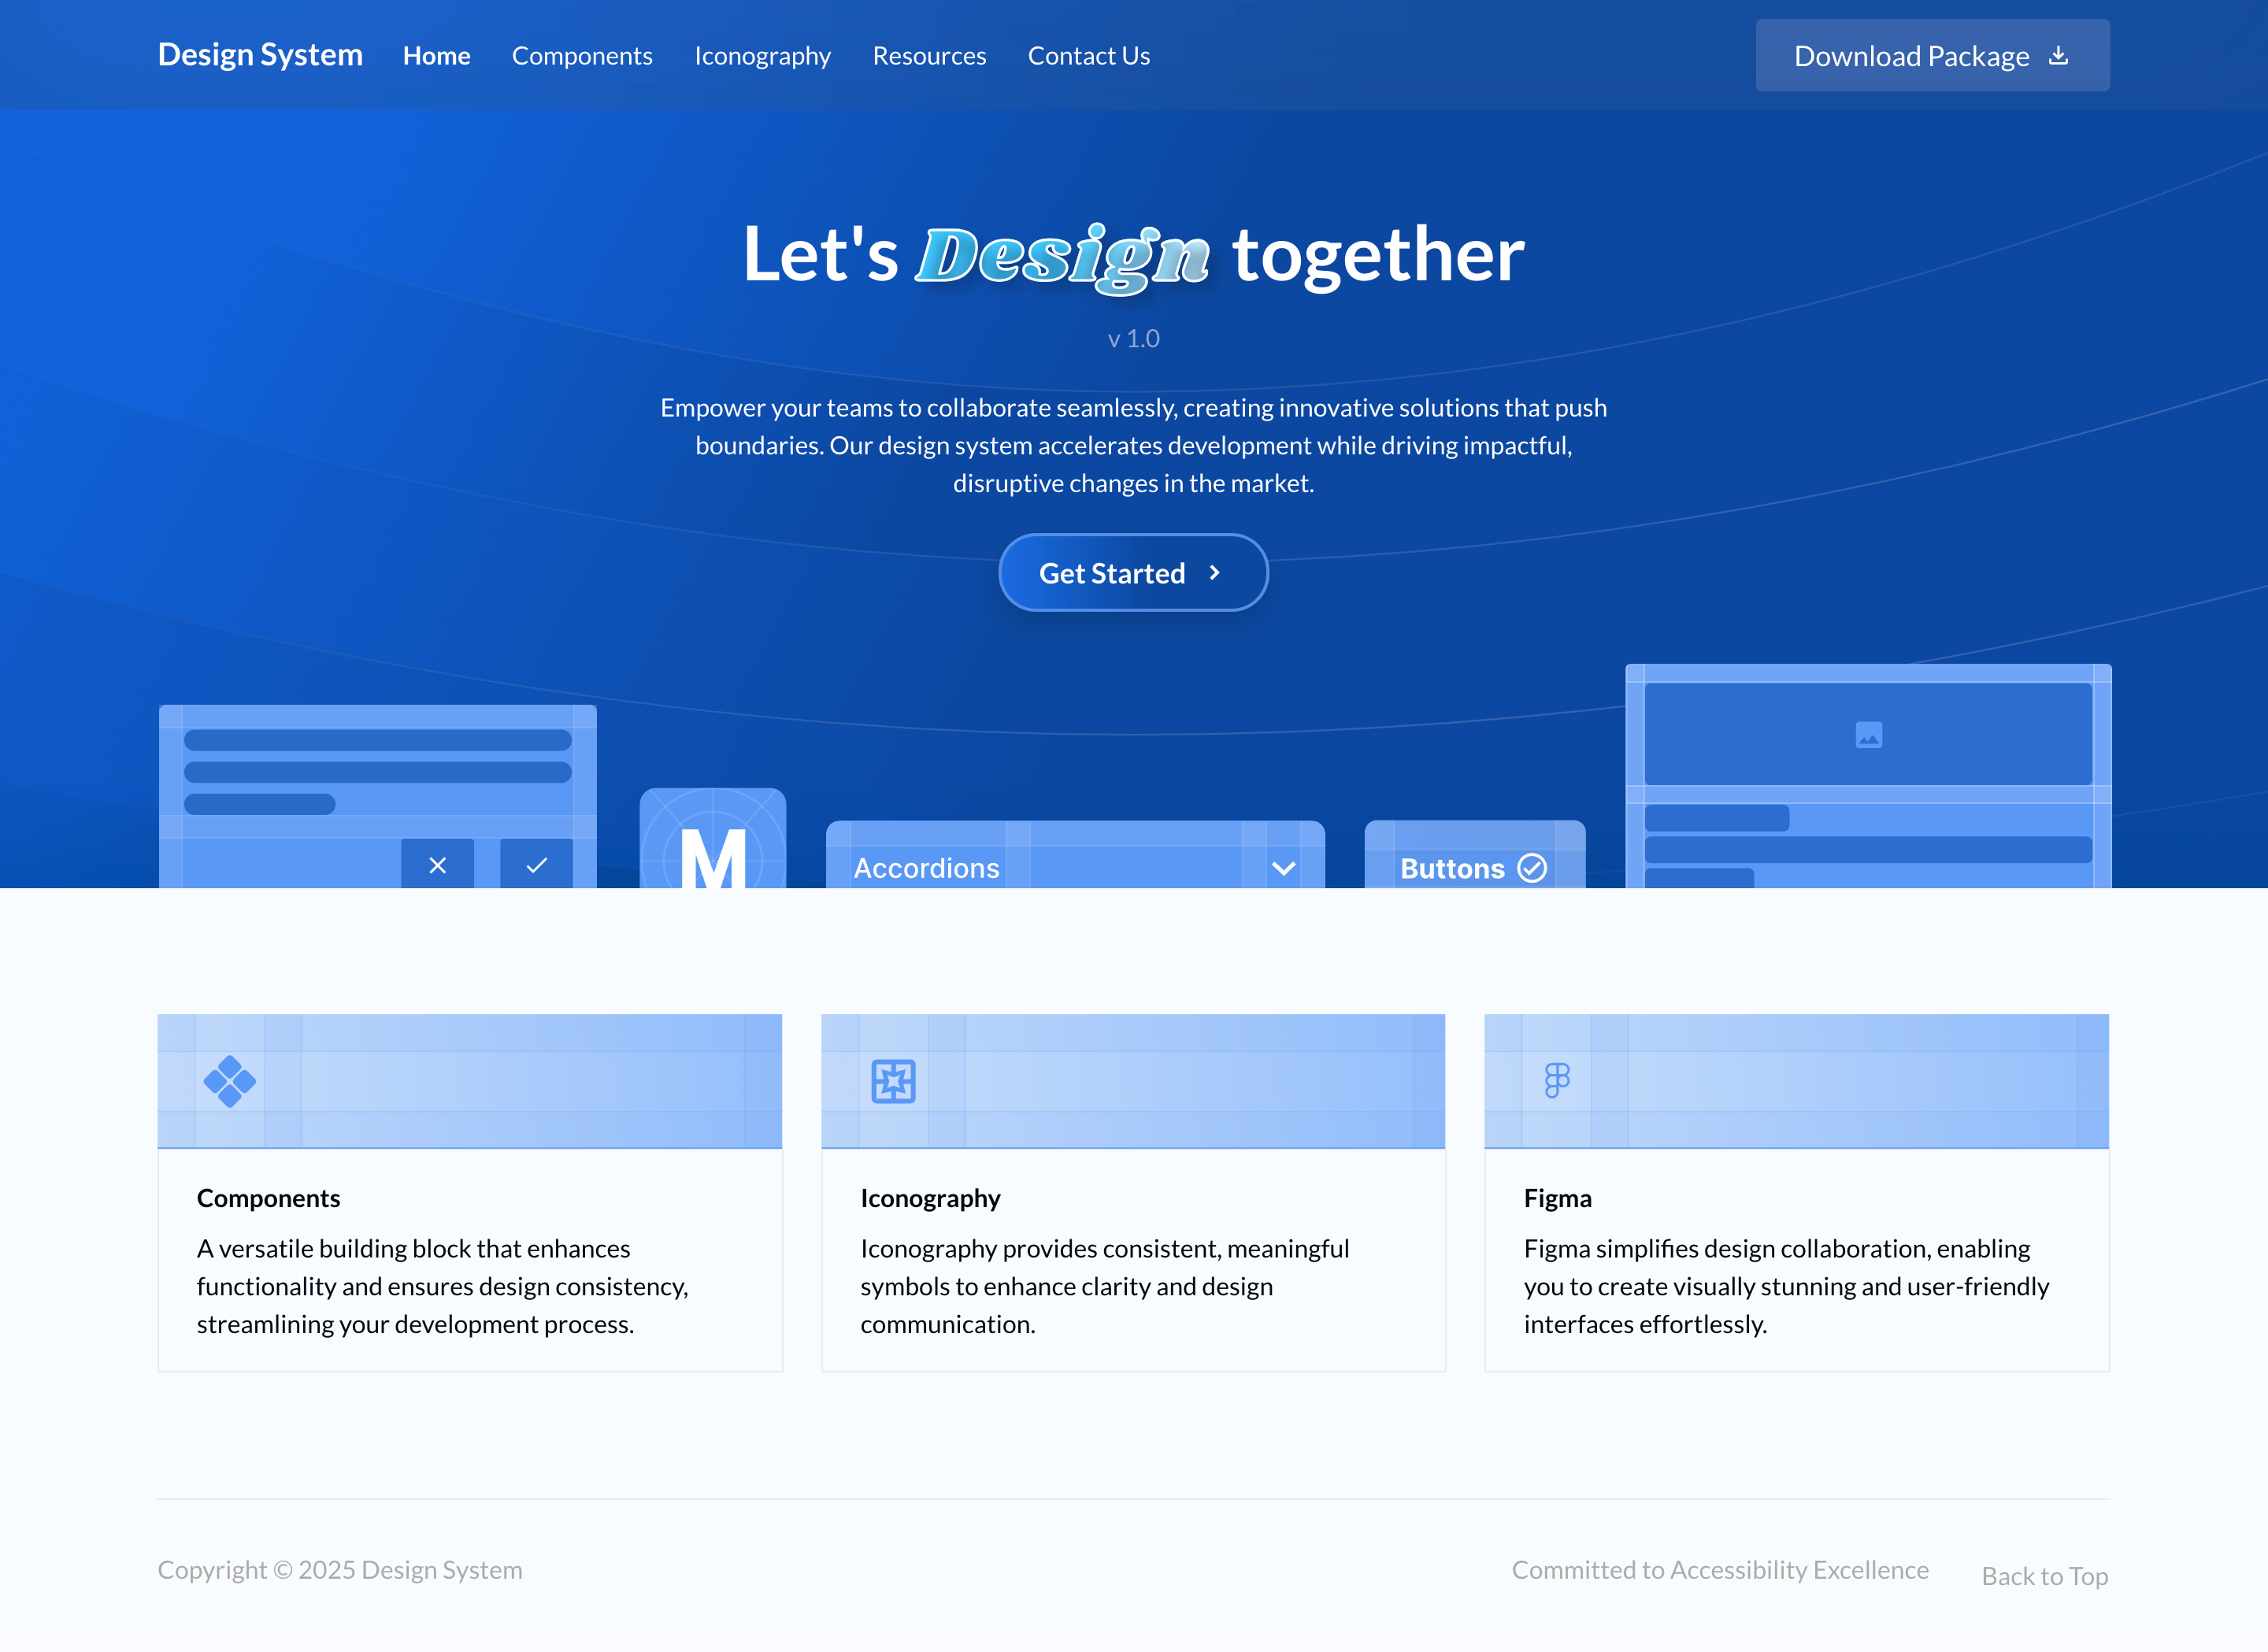 Design System Home Components Iconography Resources Contact Us Download Package
Let's Design together
v 1.0
Empower your teams to collaborate seamlessly, creating innovative solutions that push
boundaries. Our design system accelerates development while driving impactful,
disruptive changes in the market.
Get Started
M
Accordions
Buttons
Components
A versatile building block that enhances
functionality and ensures design consistency,
streamlining your development process.
Iconography
Iconography provides consistent, meaningful
symbols to enhance clarity and design
communication.
Figma
Figma simplifies design collaboration, enabling
you to create visually stunning and user-friendly
interfaces effortlessly.
Copyright © 2025 Design System
Committed to Accessibility Excellence
Back to Top